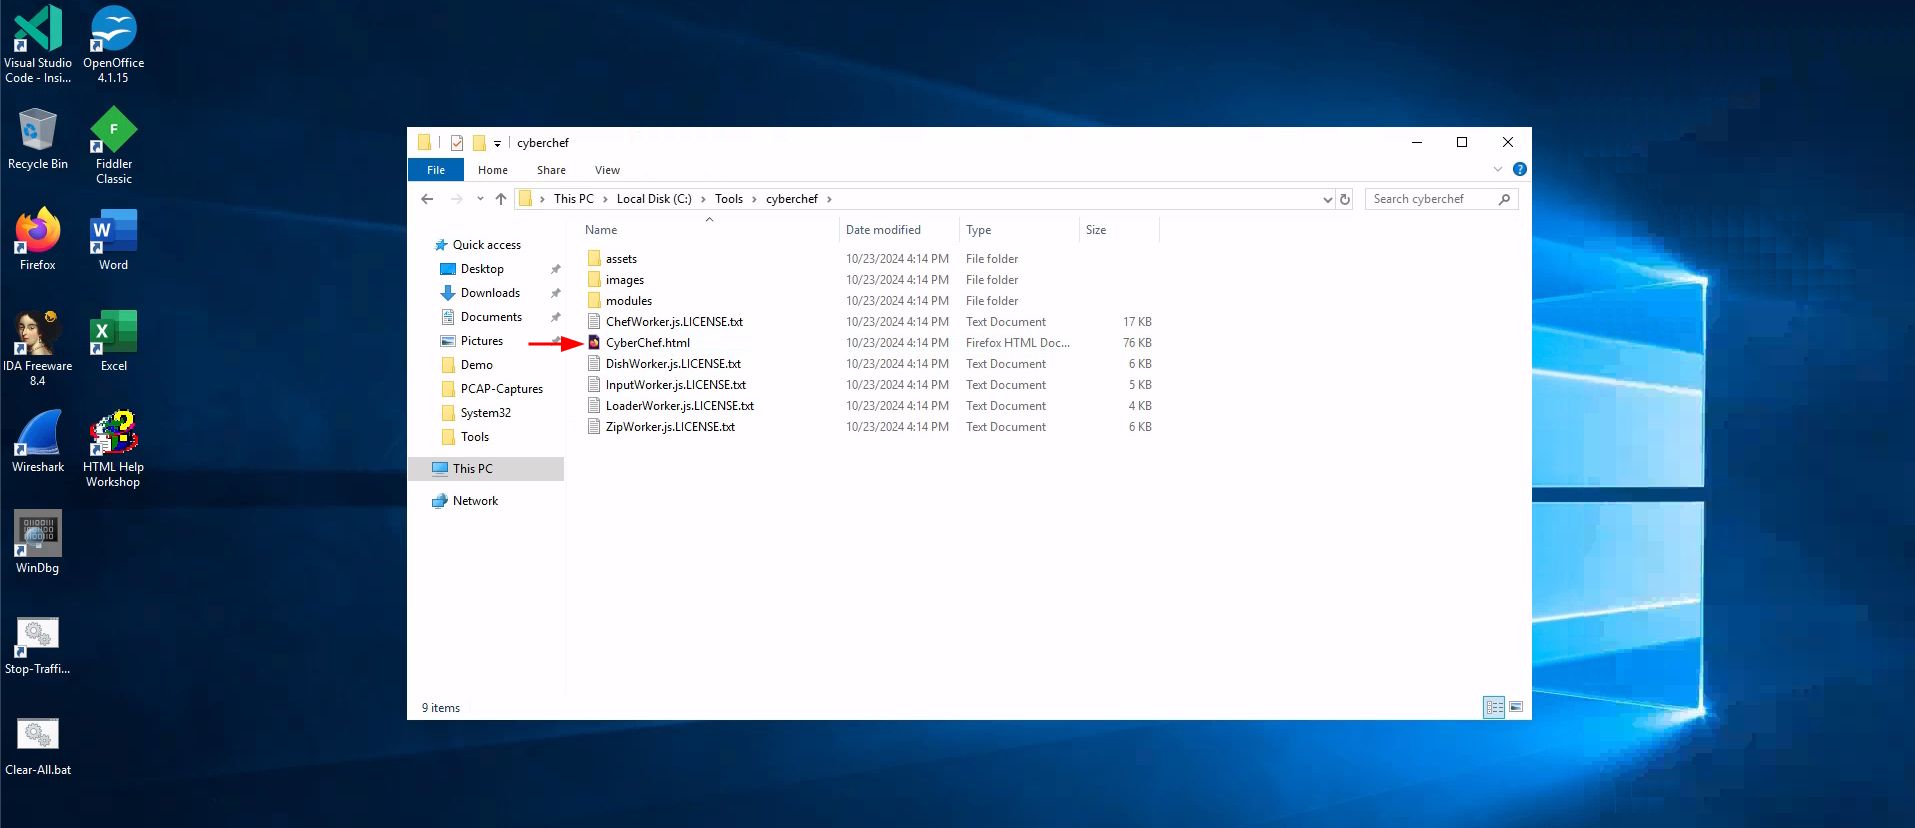 Visual Studio
Code - Insi...
OpenOffice
4.1.15
Recycle Bin
Fiddler
Classic
Firefox
Word
IDA Freeware
8.4
Excel
Wireshark
HTML Help
Workshop
WinDbg
Stop-Traffi...
Clear-All.bat
cyberchef
File Home Share View
This PC Local Disk (C:) Tools cyberchef
Search cyberchef
Quick access
Desktop
Downloads
Documents
Pictures
Demo
PCAP-Captures
System32
Tools
This PC
Network
Name Date modified Type Size
assets 10/23/2024 4:14 PM File folder
images 10/23/2024 4:14 PM File folder
modules 10/23/2024 4:14 PM File folder
ChefWorker.js.LICENSE.txt 10/23/2024 4:14 PM Text Document 17 KB
CyberChef.html 10/23/2024 4:14 PM Firefox HTML Doc... 76 KB
DishWorker.js.LICENSE.txt 10/23/2024 4:14 PM Text Document 6 KB
InputWorker.js.LICENSE.txt 10/23/2024 4:14 PM Text Document 5 KB
LoaderWorker.js.LICENSE.txt 10/23/2024 4:14 PM Text Document 4 KB
ZipWorker.js.LICENSE.txt 10/23/2024 4:14 PM Text Document 6 KB
9 items